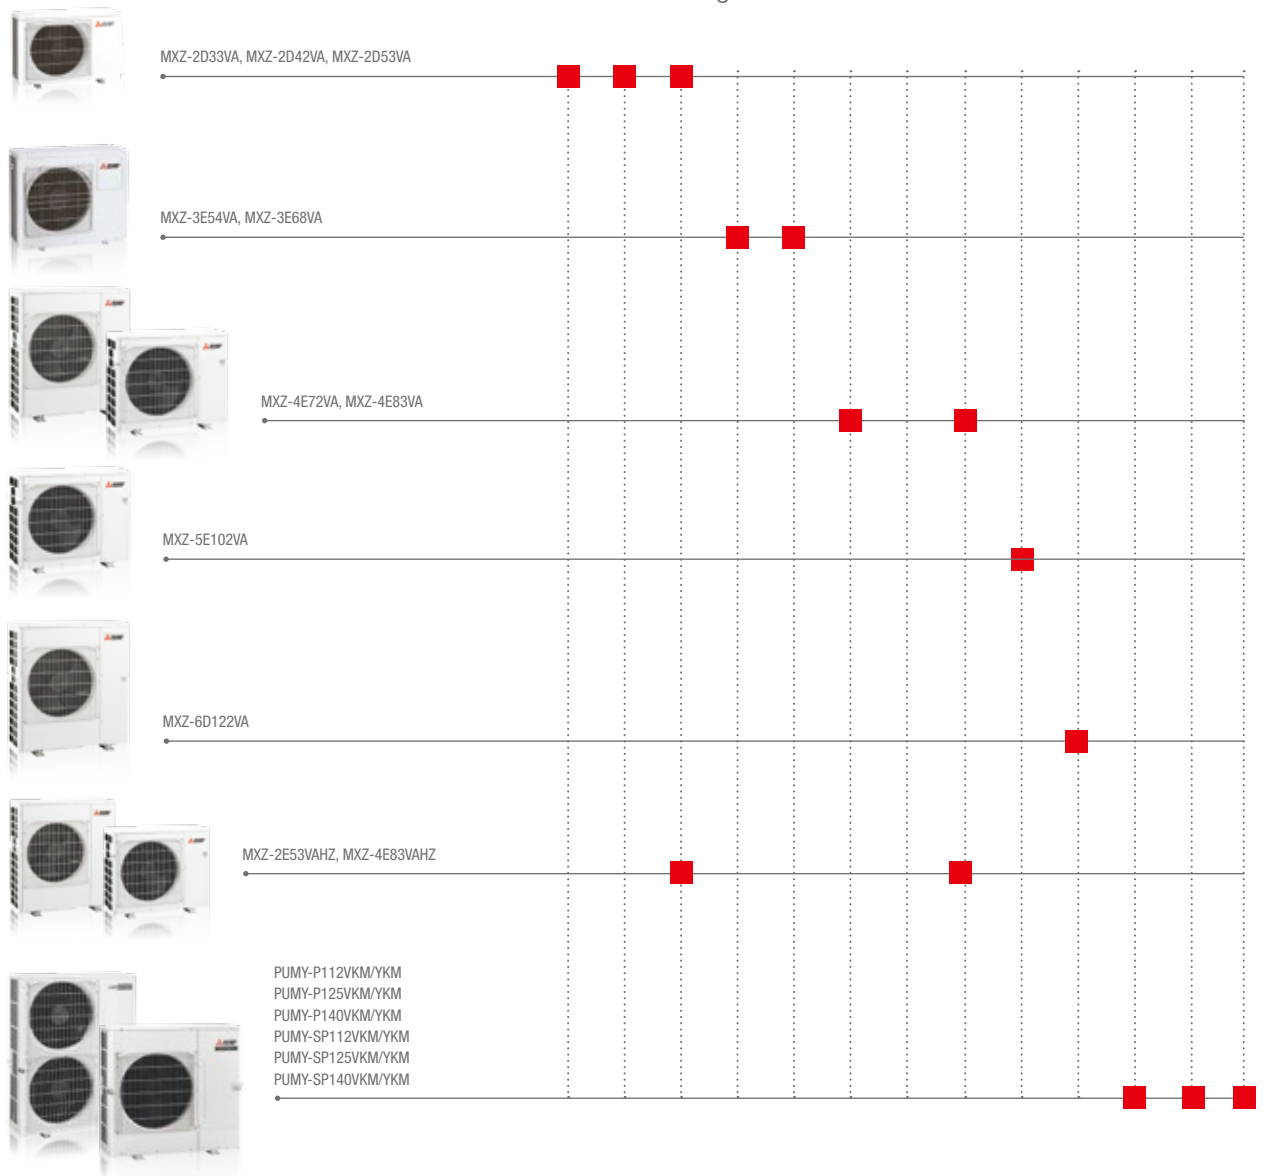 MXZ-2D33VA, MXZ-2D42VA, MXZ-2D53VA
MXZ-3E54VA, MXZ-3E68VA
MXZ-4E72VA, MXZ-4E83VA
MXZ-5E102VA
MXZ-6D122VA
MXZ-2E53VAHZ, MXZ-4E83VAHZ
PUMY-P112VKM/YKM
PUMY-P125VKM/YKM
PUMY-P140VKM/YKM
PUMY-SP112VKM/YKM
PUMY-SP125VKM/YKM
PUMY-SP140VKM/YKM